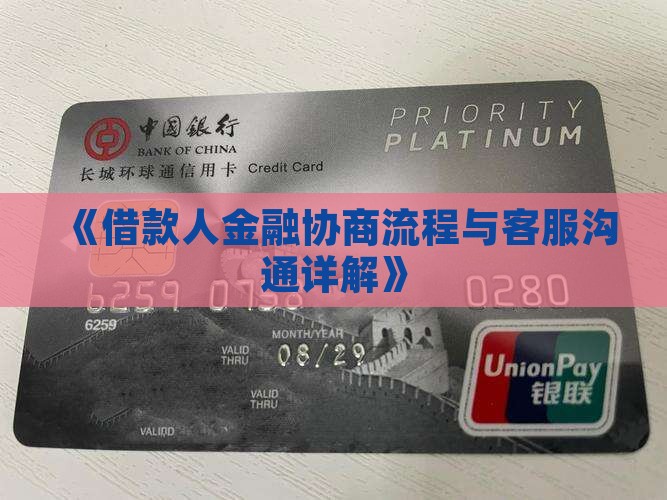 PRIORITY
PLATINUM
中国銀行
BANK OF CHINA
长城环球通信用卡 Credit Card
《借款人金融协商流程与客服沟
通详解》
6259 0280
6259
MONTH/YEAR
VALID
THRU 08/29
VALID
THRU
UnionPay
银联